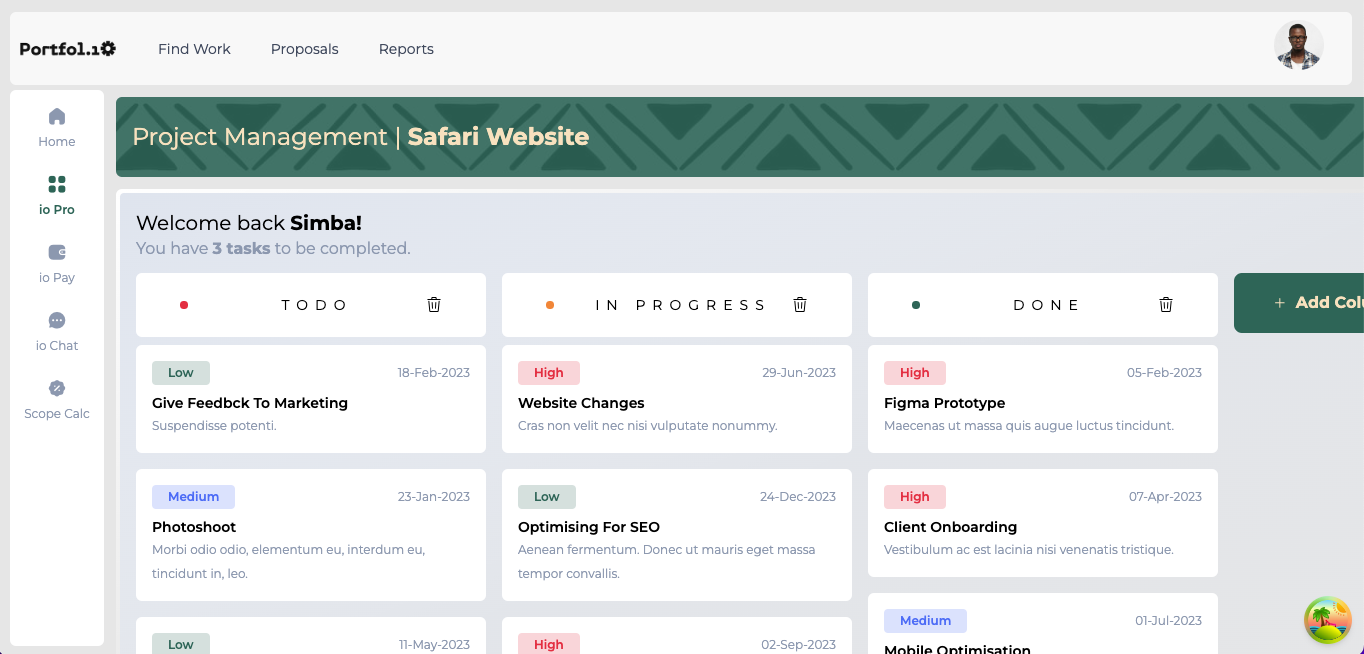 Portfol.io
Find Work
Proposals
Reports
Home
io Pro
io Pay
io Chat
Scope Calc
Project Management | Safari Website
Welcome back Simba!
You have 3 tasks to be completed.
TODO
Low
18-Feb-2023
Give Feedbck To Marketing
Suspendisse potenti.
Medium
23-Jan-2023
Photoshoot
Morbi odio odio, elementum eu, interdum eu,
tincidunt in, leo.
Low
11-May-2023
IN PROGRESS
High
29-Jun-2023
Website Changes
Cras non velit nec nisi vulputate nonummy.
Low
24-Dec-2023
Optimising For SEO
Aenean fermentum. Donec ut mauris eget massa
tempor convallis.
High
02-Sep-2023
DONE
High
05-Feb-2023
Figma Prototype
Maecenas ut massa quis augue luctus tincidunt.
High
07-Apr-2023
Client Onboarding
Vestibulum ac est lacinia nisi venenatis tristique.
Medium
01-Jul-2023
Mobile Optimisation
+ Add